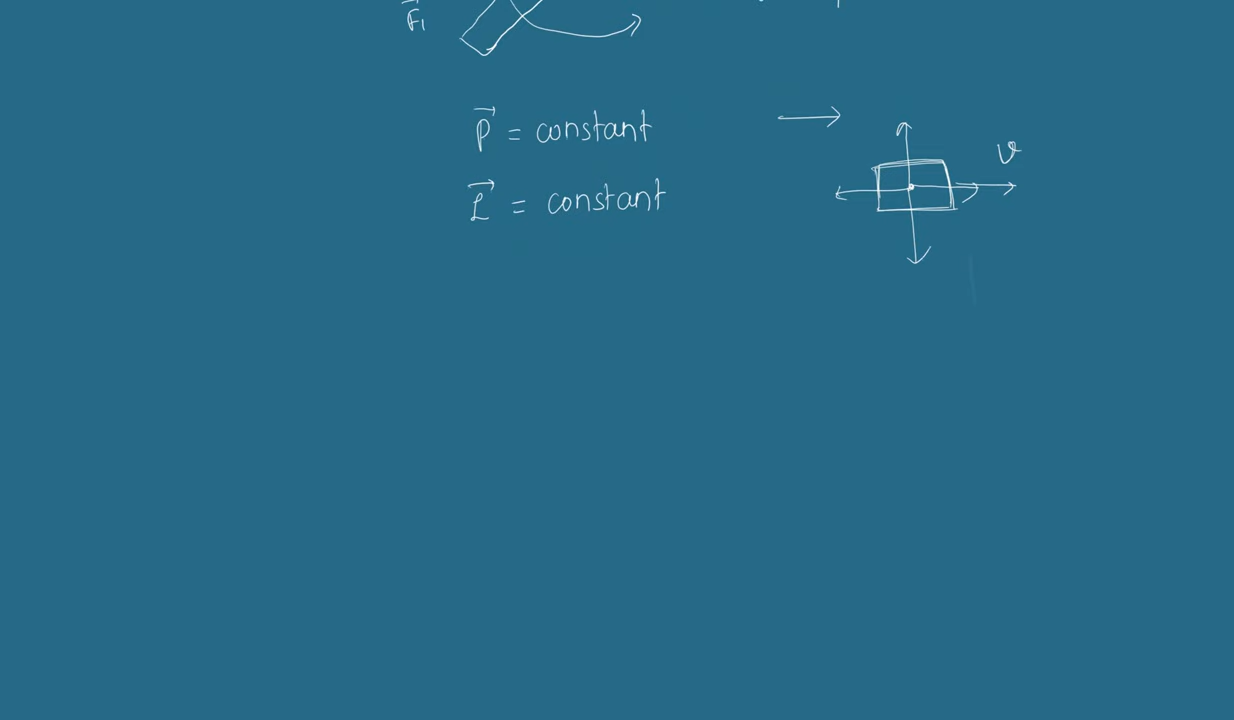 F₁
P = constant
v
L = constant